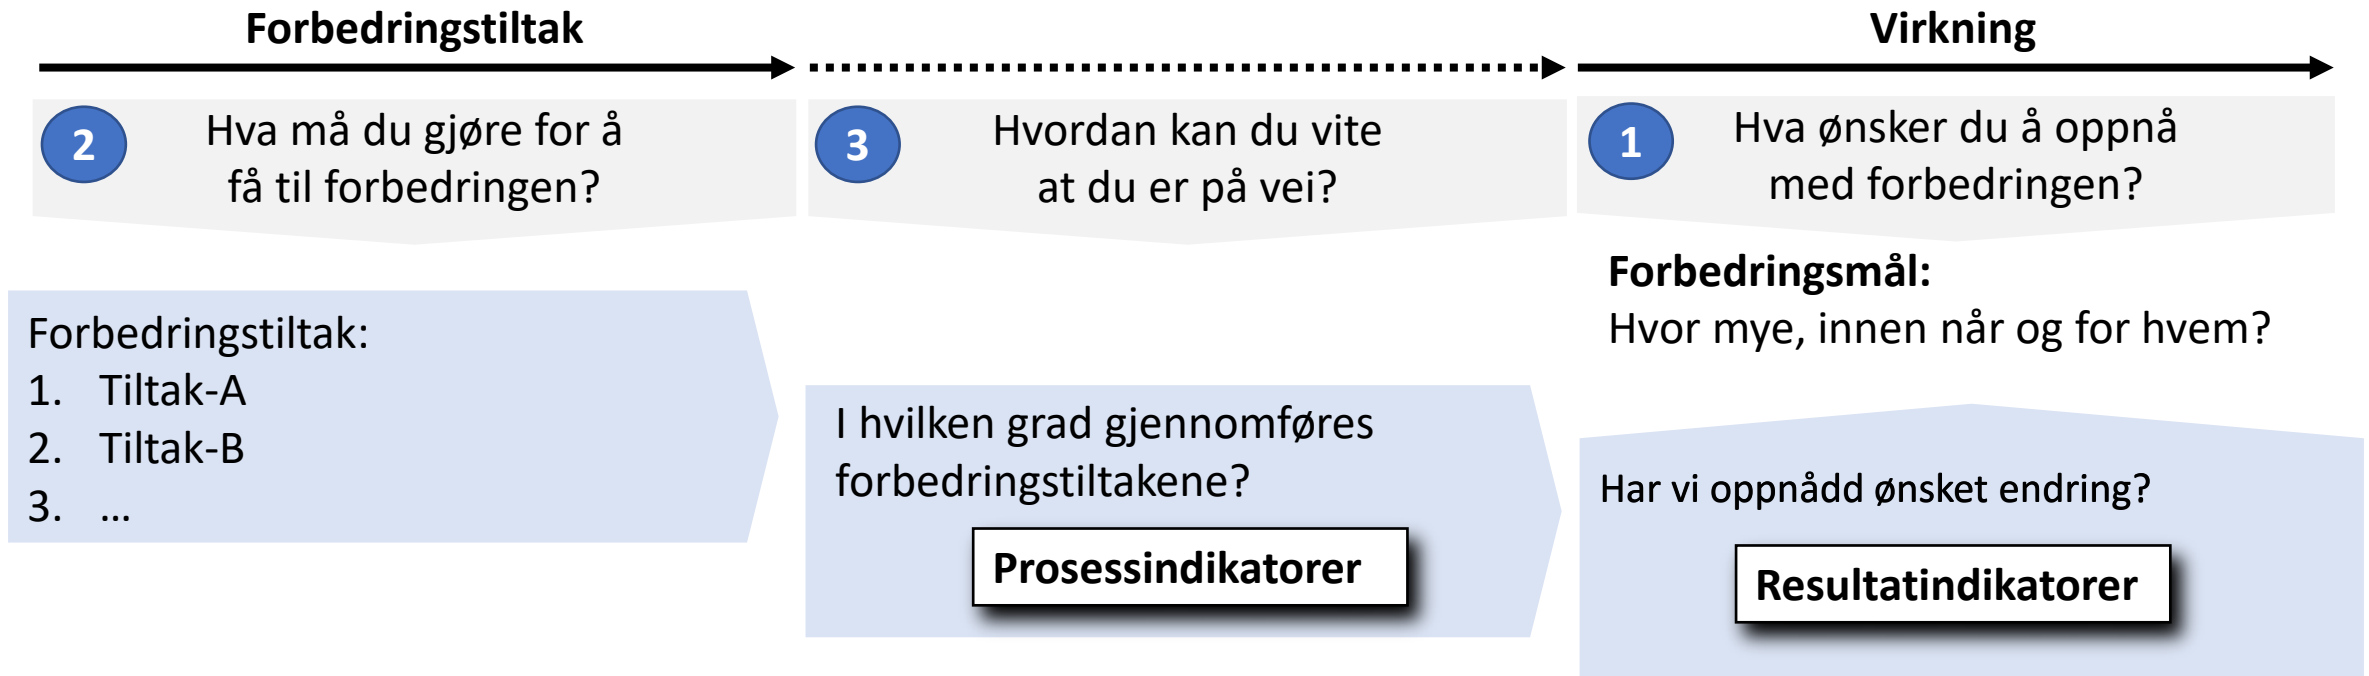 Forbedringstiltak
Virkning
2
Hva må du gjøre for å
få til forbedringen?
3
Hvordan kan du vite
at du er på vei?
1
Hva ønsker du å oppnå
med forbedringen?
Forbedringstiltak:
1. Tiltak-A
2. Tiltak-B
3. ...
I hvilken grad gjennomføres
forbedringstiltakene?
Prosessindikatorer
Forbedringsmål:
Hvor mye, innen når og for hvem?
Har vi oppnådd ønsket endring?
Resultatindikatorer